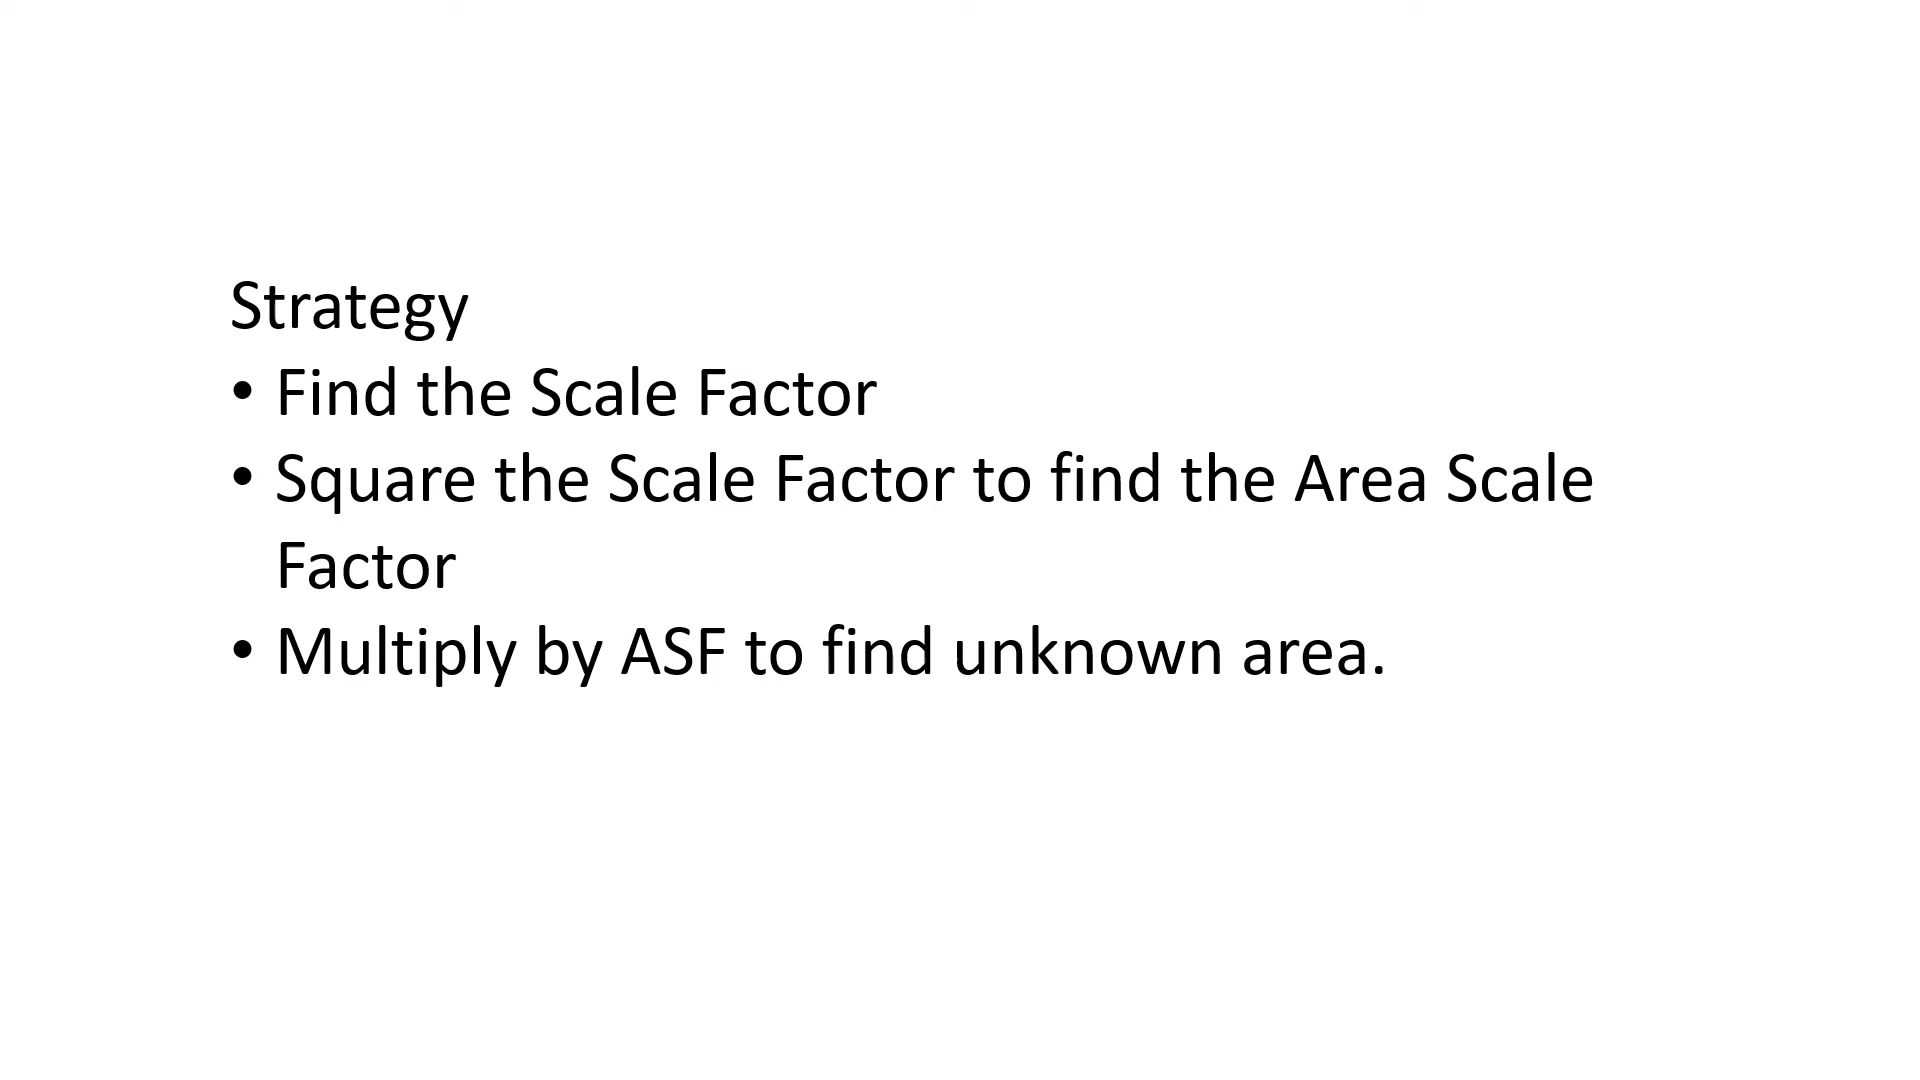 Strategy
• Find the Scale Factor
• Square the Scale Factor to find the Area Scale
Factor
• Multiply by ASF to find unknown area.